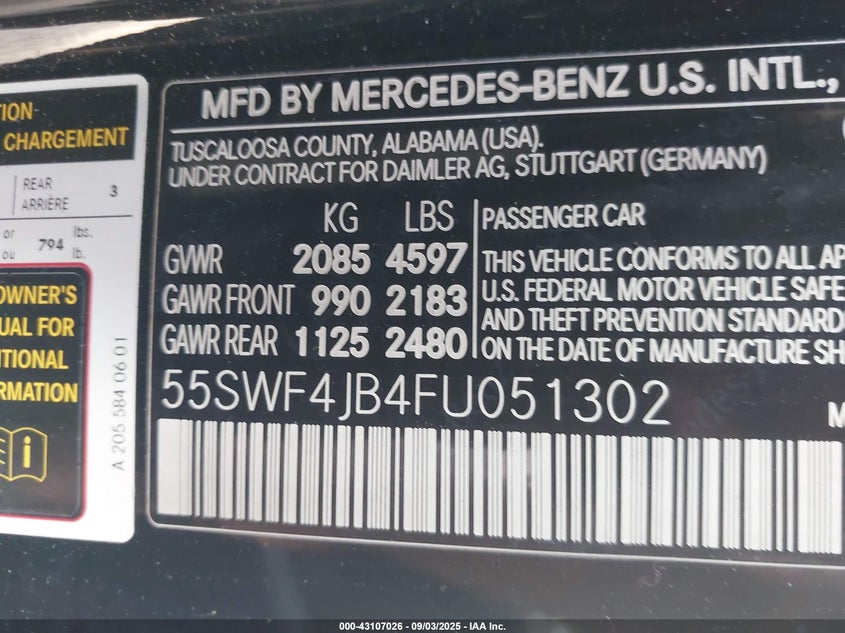 TION
CHARGEMENT
REAR
ARRIÈRE 3
or
ou 794 lbs.
lb.
OWNER'S
UAL FOR
ITIONAL
RMATION
A 205 584 06 01
MFD BY MERCEDES-BENZ U.S. INTL.,
TUSCALOOSA COUNTY, ALABAMA (USA).
UNDER CONTRACT FOR DAIMLER AG, STUTTGART (GERMANY)
KG LBS
GVWR 2085 4597
GAWR FRONT 990 2183
GAWR REAR 1125 2480
PASSENGER CAR
THIS VEHICLE CONFORMS TO ALL AP
U.S. FEDERAL MOTOR VEHICLE SAFE
AND THEFT PREVENTION STANDARD
ON THE DATE OF MANUFACTURE SH
55SWF4JB4FU051302
M
000-43107026 - 09/03/2025 - IAA Inc.